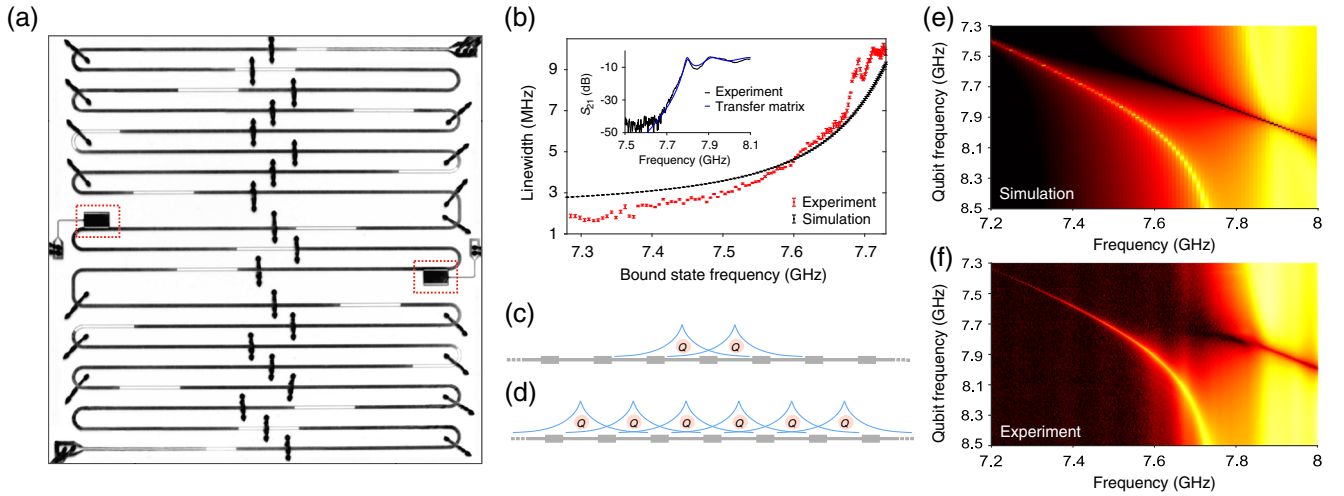 (a)
(b)
Linewidth (MHz)
9
7
5
3
1
7.3
7.4
7.5
7.6
7.7
Bound state frequency (GHz)
Experiment
Simulation
S21 (dB)
-10
-30
-50
7.5
7.7
7.9
8.1
Frequency (GHz)
Experiment
Transfer matrix
(c)
Q
Q
(d)
Q
Q
Q
Q
Q
Q
(e)
Qubit frequency (GHz)
7.3
7.5
7.7
7.9
8.1
8.3
8.5
Simulation
7.2
7.4
7.6
7.8
8
Frequency (GHz)
(f)
Qubit frequency (GHz)
7.3
7.5
7.7
7.9
8.1
8.3
8.5
Experiment
7.2
7.4
7.6
7.8
8
Frequency (GHz)